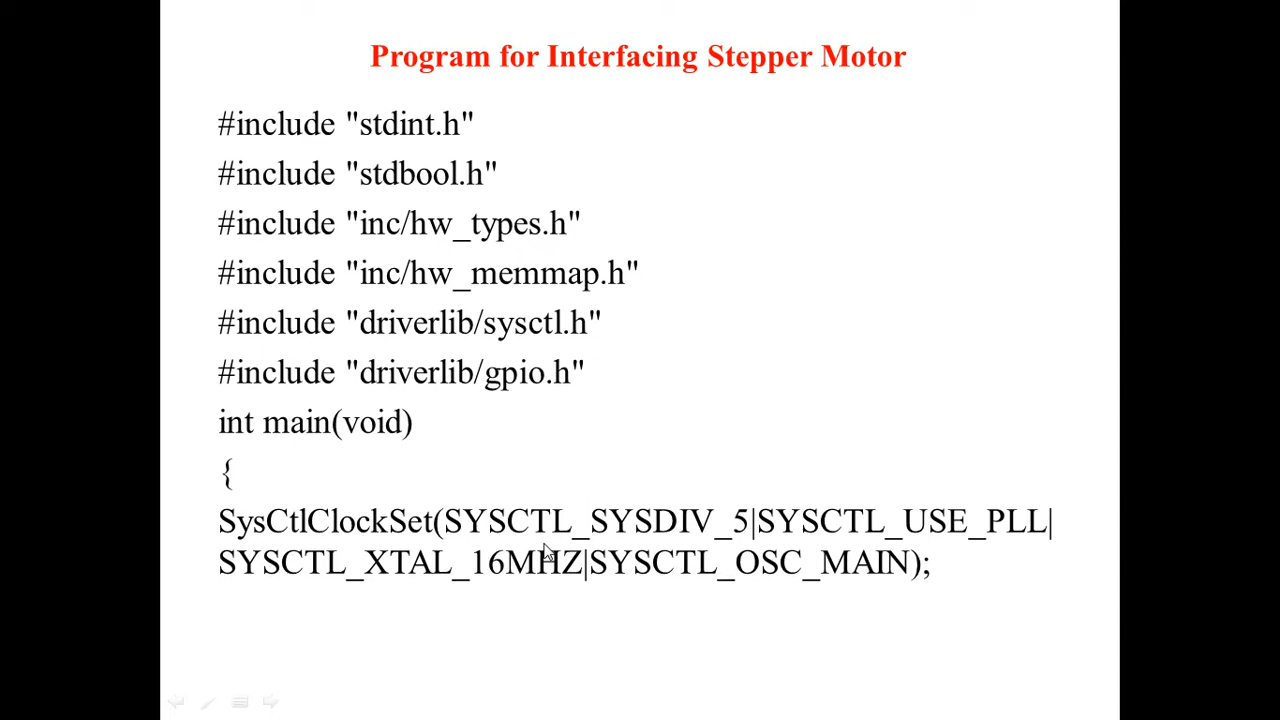 Program for Interfacing Stepper Motor
#include "stdint.h"
#include "stdbool.h"
#include "inc/hw_types.h"
#include "inc/hw_memmap.h"
#include "driverlib/sysctl.h"
#include "driverlib/gpio.h"
int main(void)
{
SysCtlClockSet(SYSCTL_SYSDIV_5|SYSCTL_USE_PLL|
SYSCTL_XTAL_16MHZ|SYSCTL_OSC_MAIN);